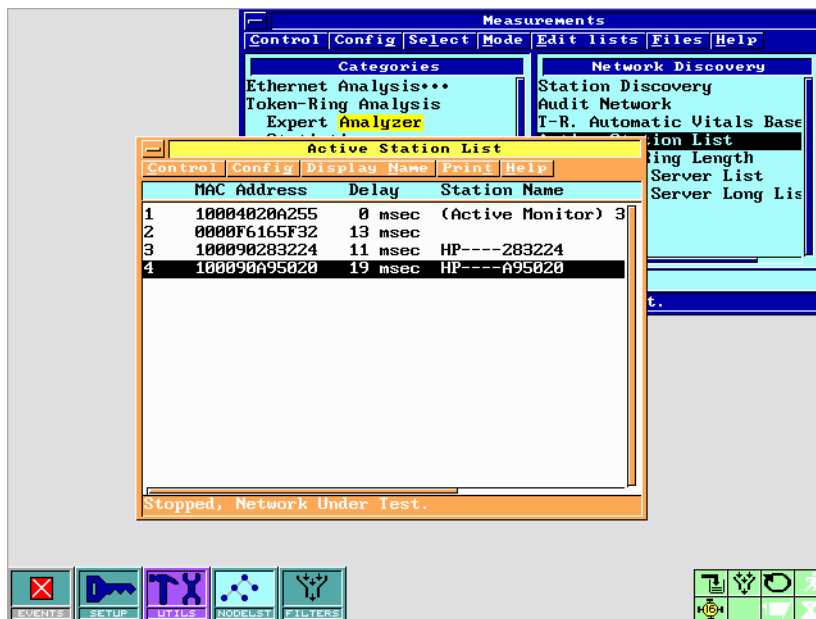 Measurements
Control Config Select Mode Edit lists Files Help
Categories
Ethernet Analysis•••
Token-Ring Analysis
Expert Analyzer
Network Discovery
Station Discovery
Audit Network
T-R. Automatic Vitals Base
tion List
Ring Length
Server List
Server Long Lis
t.
Active Station List
Control Config Display Name Print Help
MAC Address Delay Station Name
1 10004020A255 0 msec (Active Monitor) 3
2 0000F6165F32 13 msec
3 100090283224 11 msec HP----283224
4 100090A95020 19 msec HP----A95020
Stopped, Network Under Test.
EVENTS SETUP UTILS NODELST FILTERS
16